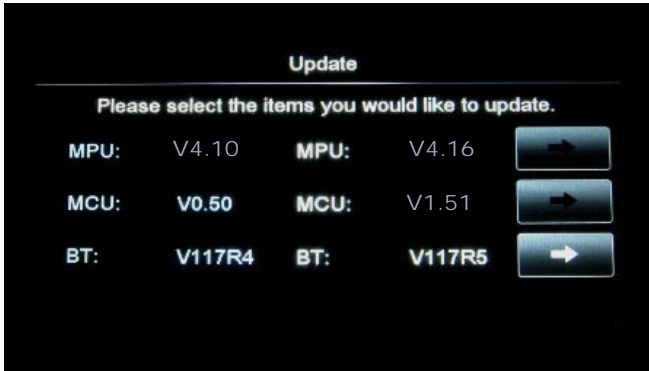 Update
Please select the items you would like to update.
MPU: V4.10 MPU: V4.16
MCU: V0.50 MCU: V1.51
BT: V117R4 BT: V117R5